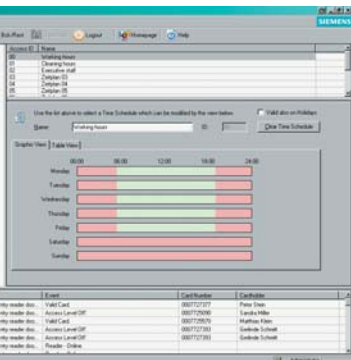 SIEMENS
Logout
Homepage
Help
Access ID Name
00 Working hours
01 Cleaning hours
02 Executive staff
03 Zeitplan 03
04 Zeitplan 04
05 Zeitplan 05
Use the list above to select a Time Schedule which can be modified by the view below.
Valid also on Holidays
Name: Working hours ID:
Clear Time Schedule
Graphic View Table View
00:00 06:00 12:00 18:00 24:00
Monday
Tuesday
Wednesday
Thursday
Friday
Saturday
Sunday
Event Card Number Cardholder
Valid Card. 0007727377 Peter Stein
Access Level Off Sandra Miller
Valid Card. Matthias Klein
Access Level Off 0007727393 Gerlinde Schmitt
Access Level Off 0007727393 Gerlinde Schmitt
Reader - Online